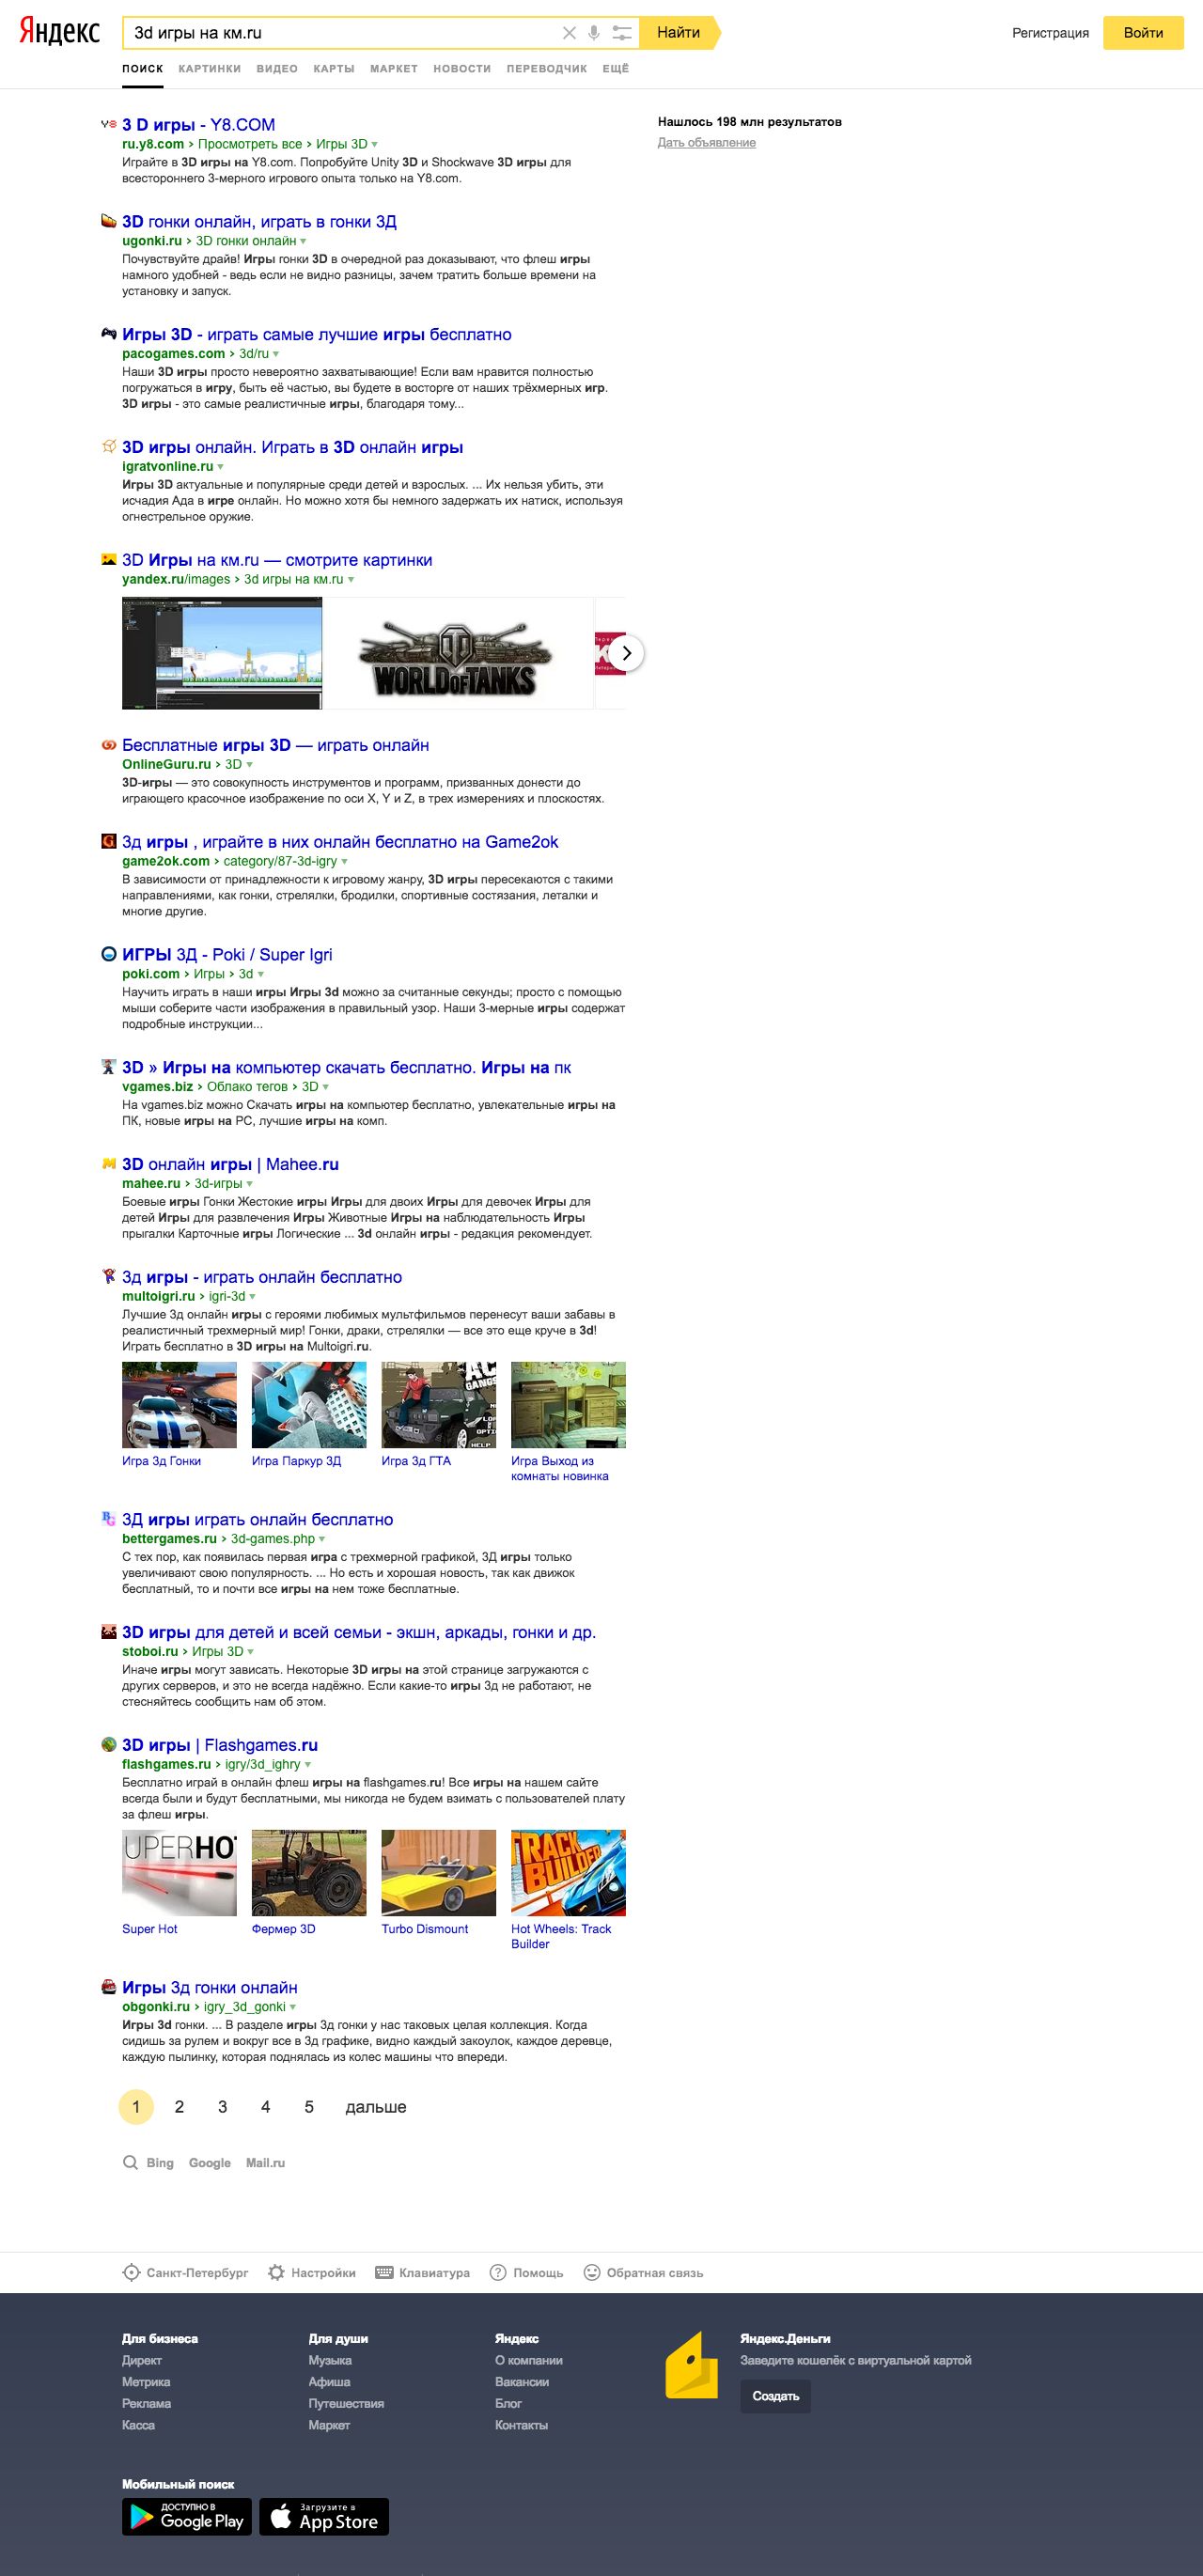 Яндекс
3d игры на км.ru
Найти
Регистрация
Войти
ПОИСК КАРТИНКИ ВИДЕО КАРТЫ МАРКЕТ НОВОСТИ ПЕРЕВОДЧИК ЕЩЁ
Нашлось 198 млн результатов
Дать объявление
3 D игры - Y8.COM
ru.y8.com › Просмотреть все › Игры 3D
Играйте в 3D игры на Y8.com. Попробуйте Unity 3D и Shockwave 3D игры для
всестороннего 3-мерного игрового опыта только на Y8.com.
3D гонки онлайн, играть в гонки 3Д
ugonki.ru › 3D гонки онлайн
Почувствуйте драйв! Игры гонки 3D в очередной раз доказывают, что флеш игры
намного удобней - ведь если не видно разницы, зачем тратить больше времени на
установку и запуск.
Игры 3D - играть самые лучшие игры бесплатно
pacogames.com › 3d/ru
Наши 3D игры просто невероятно захватывающие! Если вам нравится полностью
погружаться в игру, быть её частью, вы будете в восторге от наших трёхмерных игр.
3D игры - это самые реалистичные игры, благодаря тому...
3D игры онлайн. Играть в 3D онлайн игры
igratvonline.ru
Игры 3D актуальные и популярные среди детей и взрослых. ... Их нельзя убить, эти
исчадия Ада в игре онлайн. Но можно хотя бы немного задержать их натиск, используя
огнестрельное оружие.
3D Игры на км.ru — смотрите картинки
yandex.ru/images › 3d игры на км.ru
WORLD OF TANKS
Бесплатные игры 3D — играть онлайн
OnlineGuru.ru › 3D
3D-игры — это совокупность инструментов и программ, призванных донести до
играющего красочное изображение по оси X, Y и Z, в трех измерениях и плоскостях.
3д игры , играйте в них онлайн бесплатно на Game2ok
game2ok.com › category/87-3d-igry
В зависимости от принадлежности к игровому жанру, 3D игры пересекаются с такими
направлениями, как гонки, стрелялки, бродилки, спортивные состязания, леталки и
многие другие.
ИГРЫ 3Д - Poki / Super Igri
poki.com › Игры › 3d
Научить играть в наши игры Игры 3d можно за считанные секунды; просто с помощью
мыши соберите части изображения в правильный узор. Наши 3-мерные игры содержат
подробные инструкции...
3D » Игры на компьютер скачать бесплатно. Игры на пк
vgames.biz › Облако тегов › 3D
На vgames.biz можно Скачать игры на компьютер бесплатно, увлекательные игры на
ПК, новые игры на PC, лучшие игры на комп.
3D онлайн игры | Mahee.ru
mahee.ru › 3d-игры
Боевые игры Гонки Жестокие игры Игры для двоих Игры для девочек Игры для
детей Игры для развлечения Игры Животные Игры на наблюдательность Игры
прыгалки Карточные игры Логические ... 3d онлайн игры - редакция рекомендует.
3д игры - играть онлайн бесплатно
multoigri.ru › igri-3d
Лучшие 3д онлайн игры с героями любимых мультфильмов перенесут ваши забавы в
реалистичный трехмерный мир! Гонки, драки, стрелялки — все это еще круче в 3d!
Играть бесплатно в 3D игры на Multoigri.ru.
Игра 3д Гонки
Игра Паркур 3Д
Игра 3д ГТА
Игра Выход из
комнаты новинка
3Д игры играть онлайн бесплатно
bettergames.ru › 3d-games.php
С тех пор, как появилась первая игра с трехмерной графикой, 3Д игры только
увеличивают свою популярность. ... Но есть и хорошая новость, так как движок
бесплатный, то и почти все игры на нем тоже бесплатные.
3D игры для детей и всей семьи - экшн, аркады, гонки и др.
stoboi.ru › Игры 3D
Иначе игры могут зависать. Некоторые 3D игры на этой странице загружаются с
других серверов, и это не всегда надёжно. Если какие-то игры 3д не работают, не
стесняйтесь сообщить нам об этом.
3D игры | Flashgames.ru
flashgames.ru › igry/3d_ighry
Бесплатно играй в онлайн флеш игры на flashgames.ru! Все игры на нашем сайте
всегда были и будут бесплатными, мы никогда не будем взимать с пользователей плату
за флеш игры.
UPERHOT
TRACK BUILDER
Super Hot
Фермер 3D
Turbo Dismount
Hot Wheels: Track
Builder
Игры 3д гонки онлайн
obgonki.ru › igry_3d_gonki
Игры 3d гонки. ... В разделе игры 3д гонки у нас таковых целая коллекция. Когда
сидишь за рулем и вокруг все в 3д графике, видно каждый закоулок, каждое деревце,
каждую пылинку, которая поднялась из колес машины что впереди.
1 2 3 4 5 дальше
Bing Google Mail.ru
Санкт-Петербург Настройки Клавиатура Помощь Обратная связь
Для бизнеса
Директ
Метрика
Реклама
Касса
Для души
Музыка
Афиша
Путешествия
Маркет
Яндекс
О компании
Вакансии
Блог
Контакты
Яндекс.Деньги
Заведите кошелёк с виртуальной картой
Создать
Мобильный поиск
ДОСТУПНО В
Google Play
Загрузите в
App Store